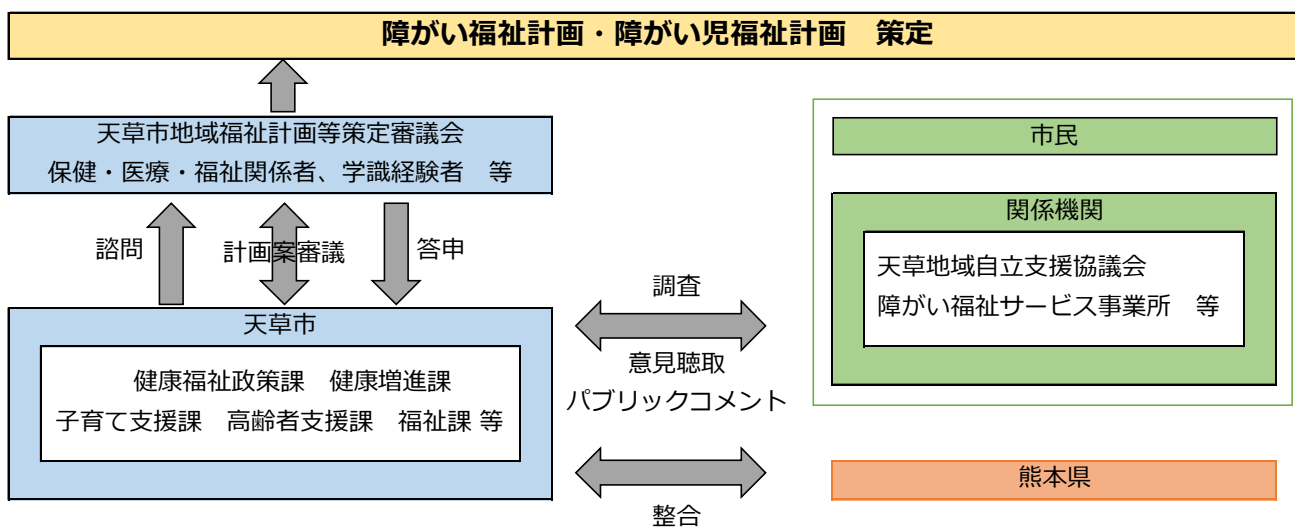 障がい福祉計画・障がい児福祉計画　策定
天草市地域福祉計画等策定審議会
保健・医療・福祉関係者、学識経験者　等
諮問
計画案審議
答申
天草市
健康福祉政策課　健康増進課
子育て支援課　高齢者支援課　福祉課 等
調査
意見聴取
パブリックコメント
整合
市民
関係機関
天草地域自立支援協議会
障がい福祉サービス事業所　等
熊本県